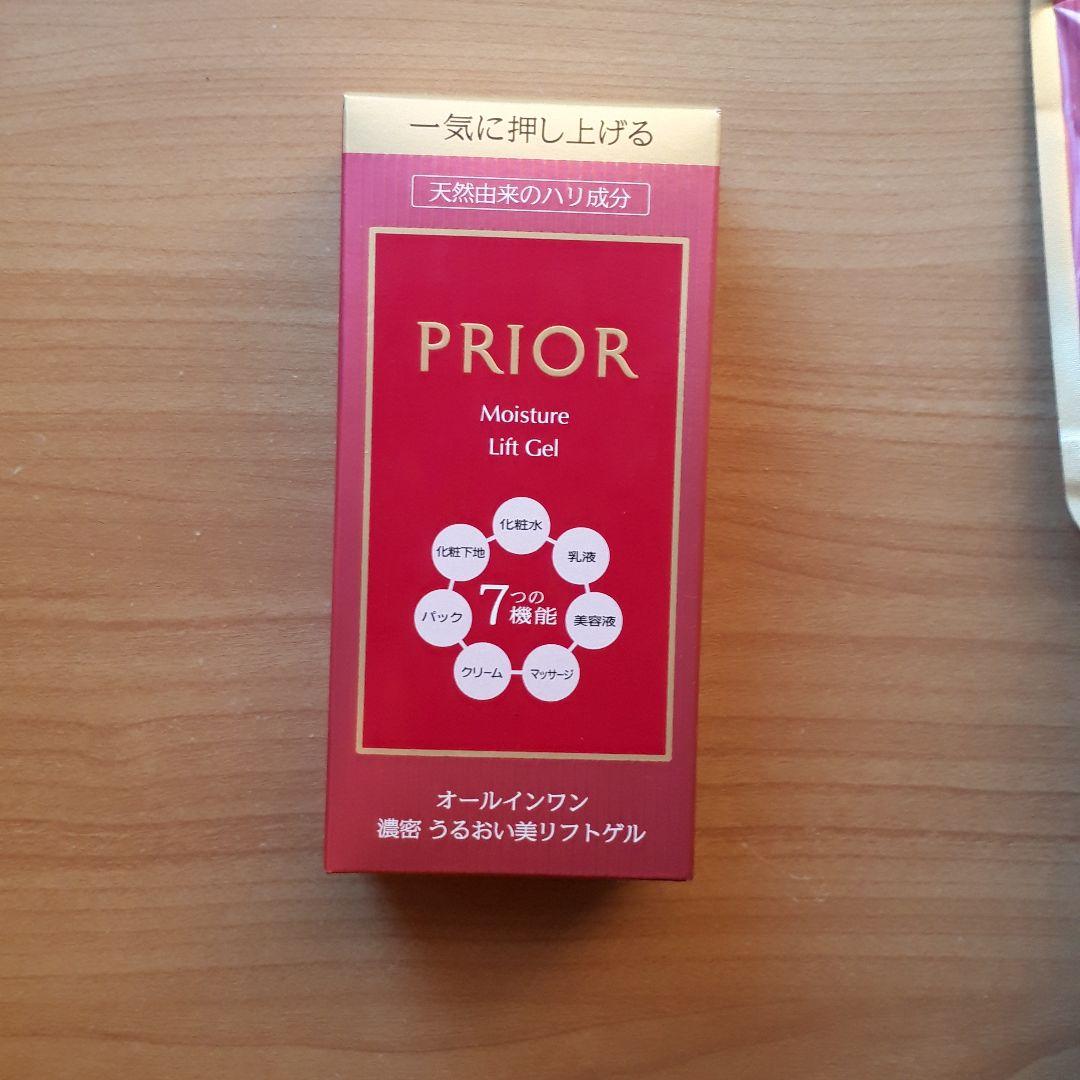 一気に押し上げる
天然由来のハリ成分
PRIOR
Moisture
Lift Gel
化粧水
化粧下地
乳液
7つの
機能
パック
美容液
クリーム
マッサージ
オールインワン
濃密 うるおい美リフトゲル